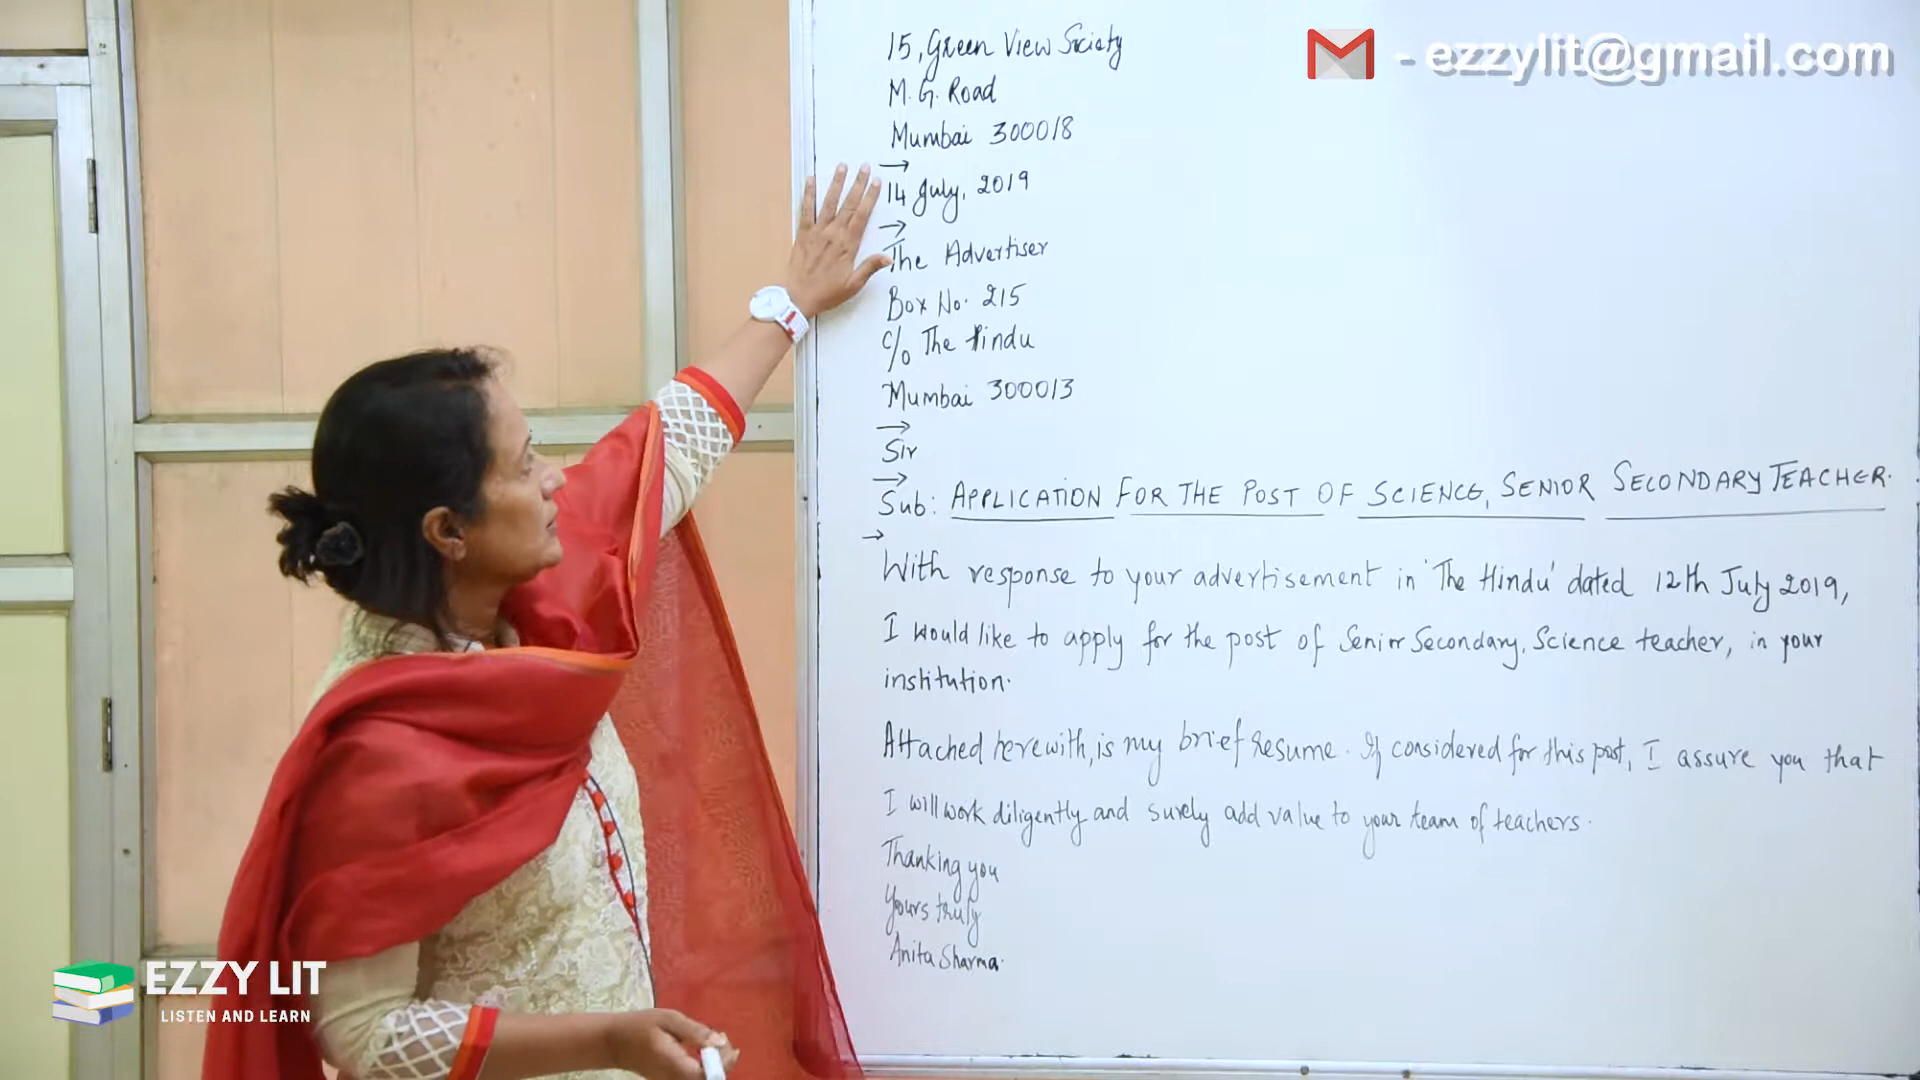 15, Green View Society
M. G. Road
Mumbai 300018
14 July, 2019
The Advertiser
Box No. 215
c/o The Hindu
Mumbai 300013
Sir
Sub: APPLICATION FOR THE POST OF SCIENCE, SENIOR SECONDARY TEACHER.
With response to your advertisement in 'The Hindu' dated 12th July 2019,
I would like to apply for the post of Senior Secondary, Science teacher, in your
institution.
Attached herewith, is my brief resume. If considered for this post, I assure you that
I will work diligently and surely add value to your team of teachers.
Thanking you
Yours truly
Anita Sharma.
- ezzylit@gmail.com
EZZY LIT
LISTEN AND LEARN